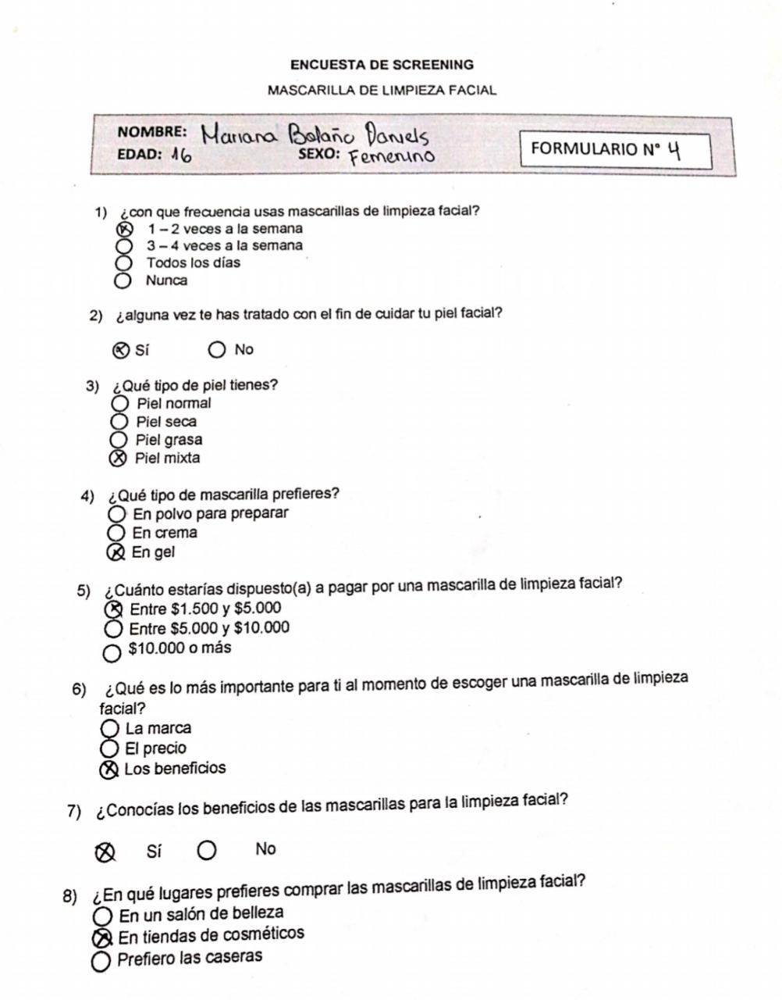 ENCUESTA DE SCREENING
MASCARILLA DE LIMPIEZA FACIAL
NOMBRE: Mariana Bolaño Daniels
EDAD: 16 SEXO: Femenino
FORMULARIO N° 4
1) ¿con que frecuencia usas mascarillas de limpieza facial?
1 – 2 veces a la semana
3 – 4 veces a la semana
Todos los días
Nunca
2) ¿alguna vez te has tratado con el fin de cuidar tu piel facial?
Sí No
3) ¿Qué tipo de piel tienes?
Piel normal
Piel seca
Piel grasa
Piel mixta
4) ¿Qué tipo de mascarilla prefieres?
En polvo para preparar
En crema
En gel
5) ¿Cuánto estarías dispuesto(a) a pagar por una mascarilla de limpieza facial?
Entre $1.500 y $5.000
Entre $5.000 y $10.000
$10.000 o más
6) ¿Qué es lo más importante para ti al momento de escoger una mascarilla de limpieza
facial?
La marca
El precio
Los beneficios
7) ¿Conocías los beneficios de las mascarillas para la limpieza facial?
Sí No
8) ¿En qué lugares prefieres comprar las mascarillas de limpieza facial?
En un salón de belleza
En tiendas de cosméticos
Prefiero las caseras